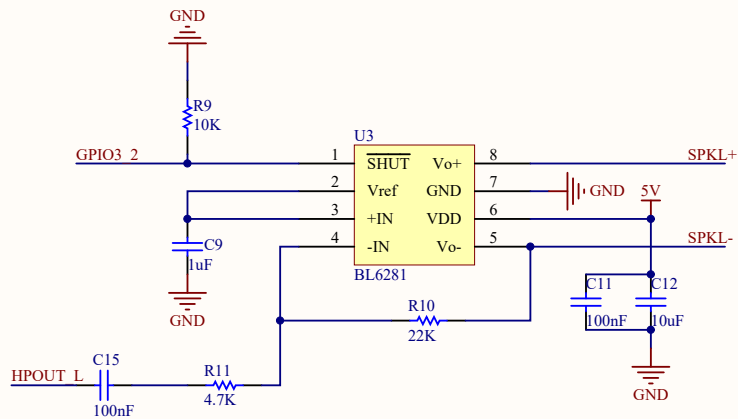 GND
R9
10K
U3
GPIO3_2
1
SHUT
Vo+
8
SPKL+
2
Vref
GND
7
GND
5V
3
+IN
VDD
6
4
-IN
Vo-
5
SPKL-
C9
1uF
BL6281
GND
C11
100nF
C12
10uF
R10
22K
GND
C15
HPOUT_L
100nF
R11
4.7K